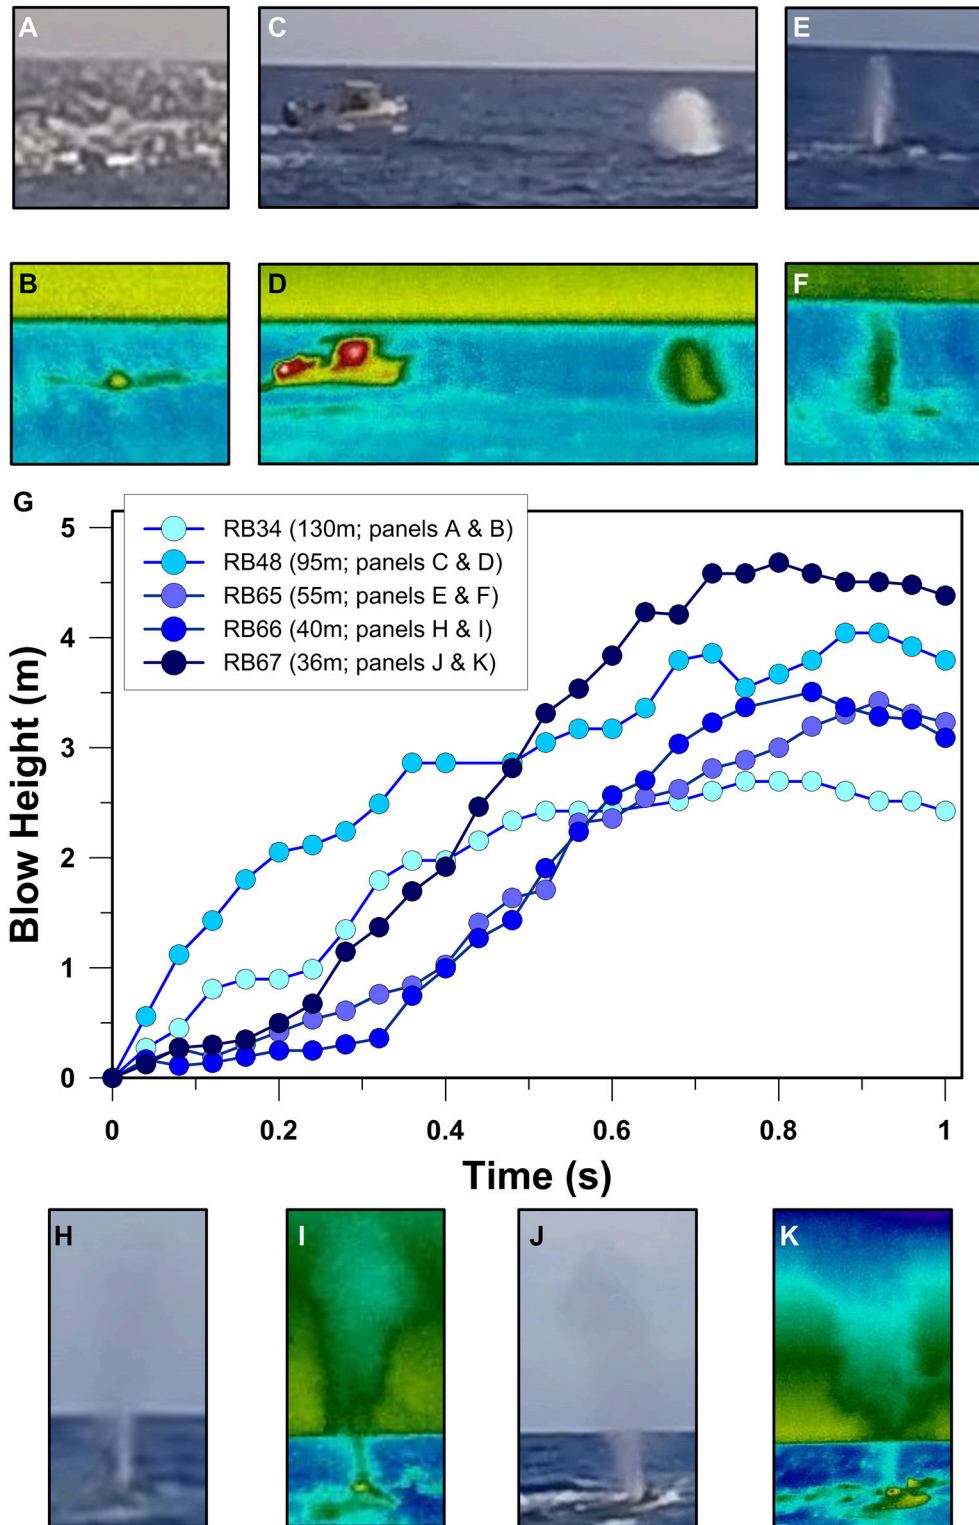 A
C
E
B
D
F
G
RB34 (130m; panels A & B)
RB48 (95m; panels C & D)
RB65 (55m; panels E & F)
RB66 (40m; panels H & I)
RB67 (36m; panels J & K)
5
4
3
2
1
0
Blow Height (m)
0 0.2 0.4 0.6 0.8 1
Time (s)
H
I
J
K